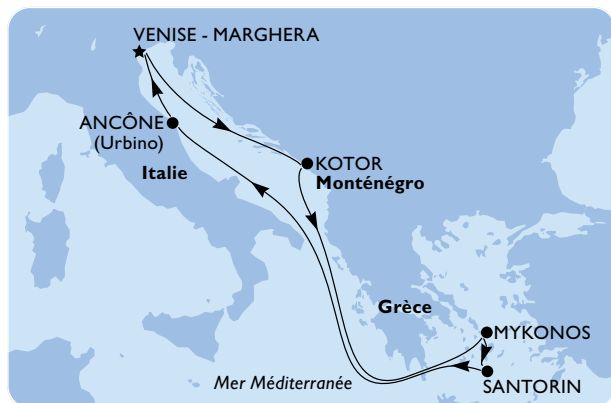 VENISE - MARGHERA
ANCÔNE
(Urbino)
Italie
KOTOR
Monténégro
Grèce
MYKONOS
SANTORIN
Mer Méditerranée